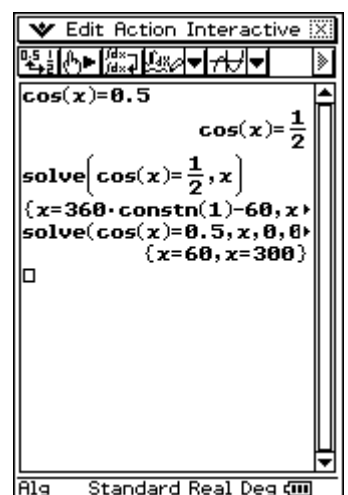 Edit Action Interactive
cos(x)=0.5
cos(x)=1/2
solve(cos(x)=1/2,x)
{x=360·constn(1)-60,x
solve(cos(x)=0.5,x,0,0
{x=60,x=300}
Alg Standard Real Deg